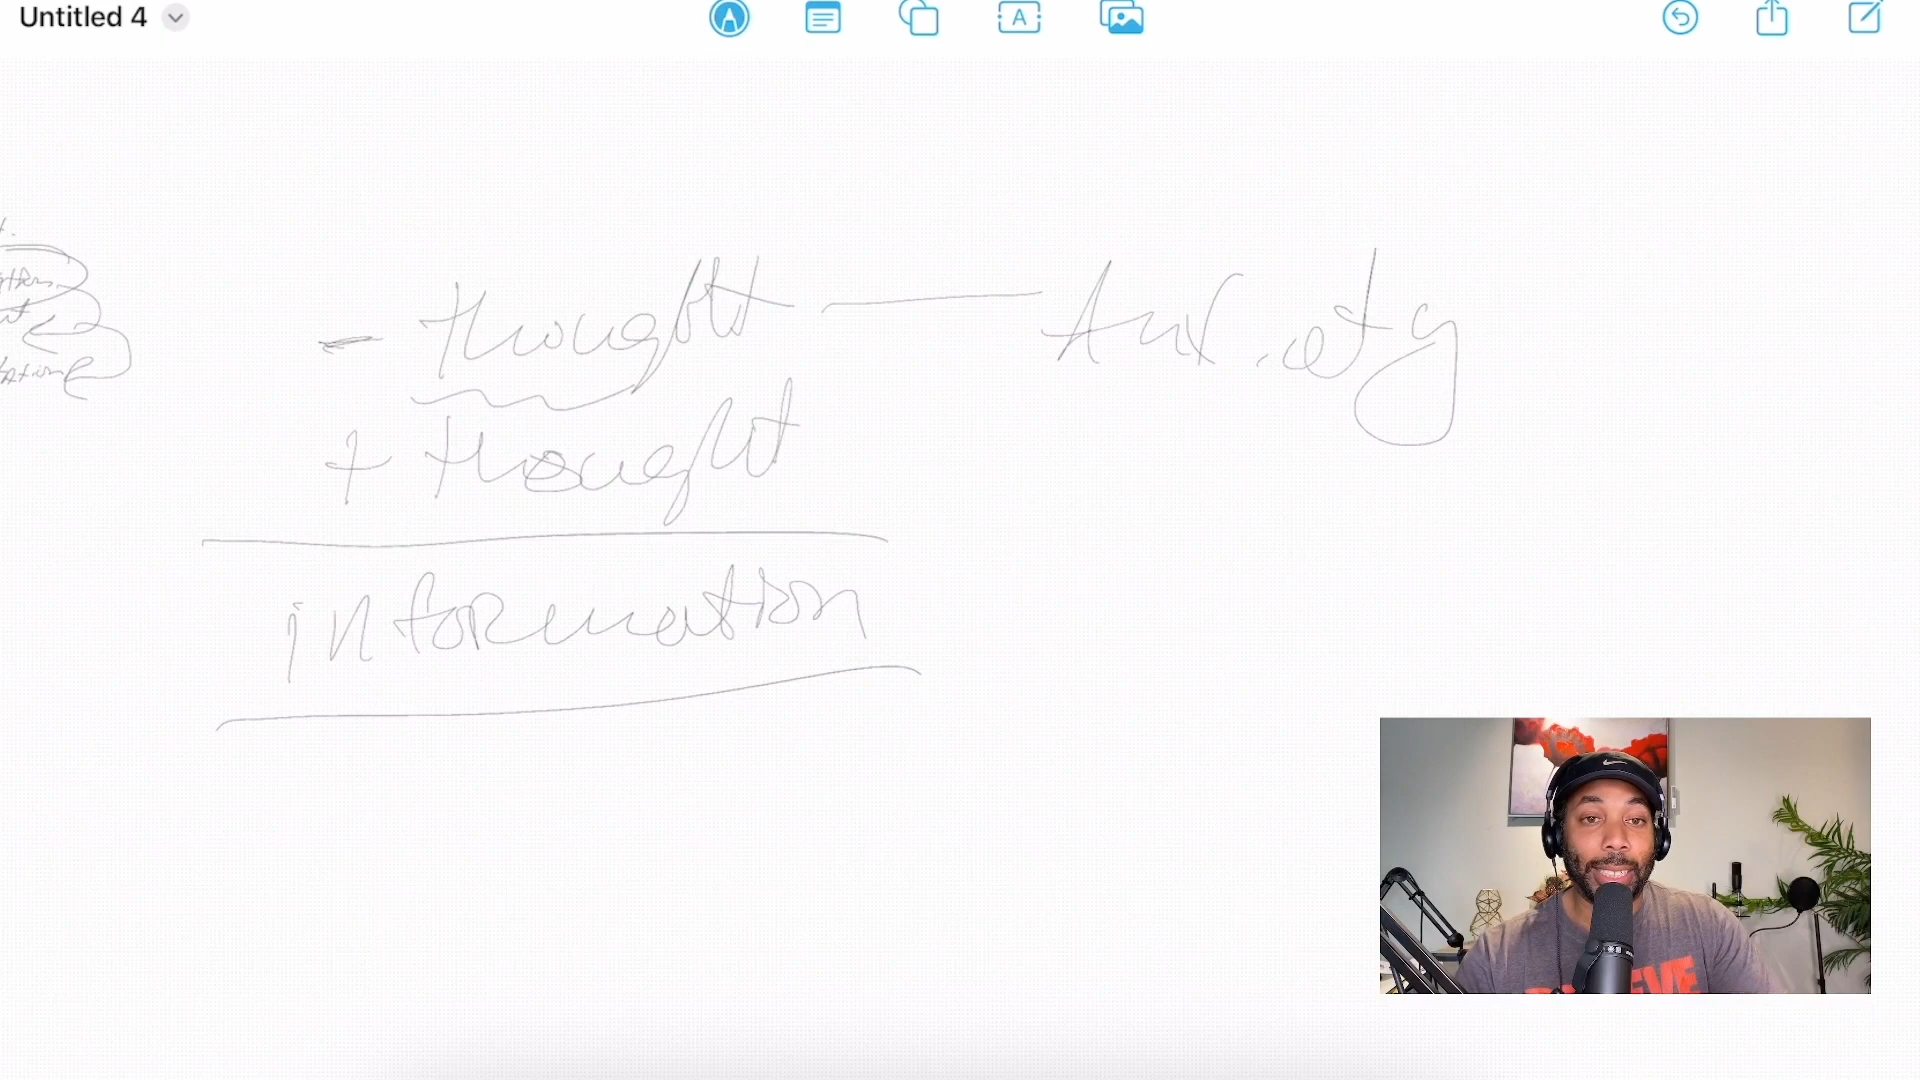 Untitled 4
A
- thought — Anxiety
+ thought
information